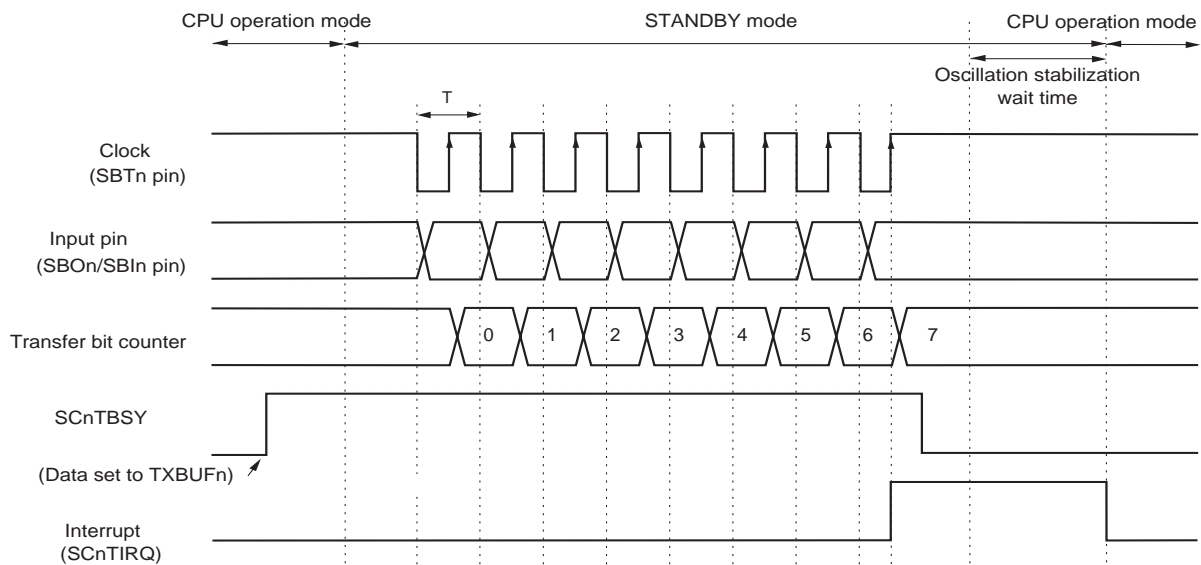 CPU operation mode
STANDBY mode
CPU operation mode
Oscillation stabilization
wait time
T
Clock
(SBTn pin)
Input pin
(SBOn/SBIn pin)
Transfer bit counter
0 1 2 3 4 5 6 7
SCnTBSY
(Data set to TXBUFn)
Interrupt
(SCnTIRQ)